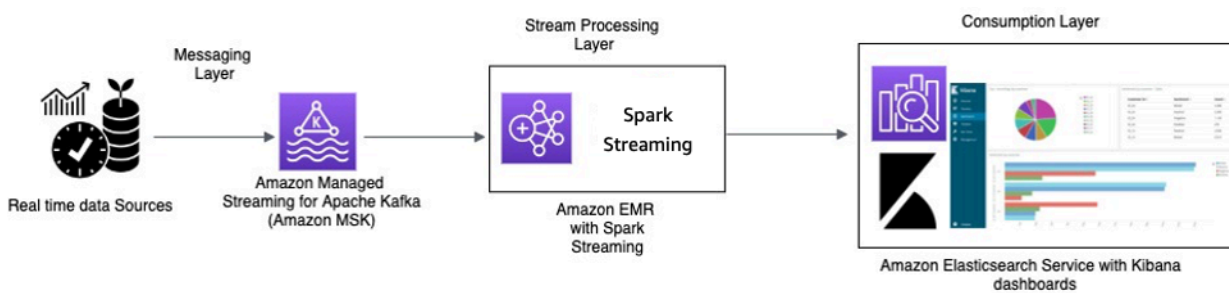 Consumption Layer
Stream Processing
Layer
Messaging
Layer
Spark
Streaming
Real time data Sources
Amazon Managed
Streaming for Apache Kafka
(Amazon MSK)
Amazon EMR
with Spark
Streaming
K
Kibana
Amazon Elasticsearch Service with Kibana
dashboards